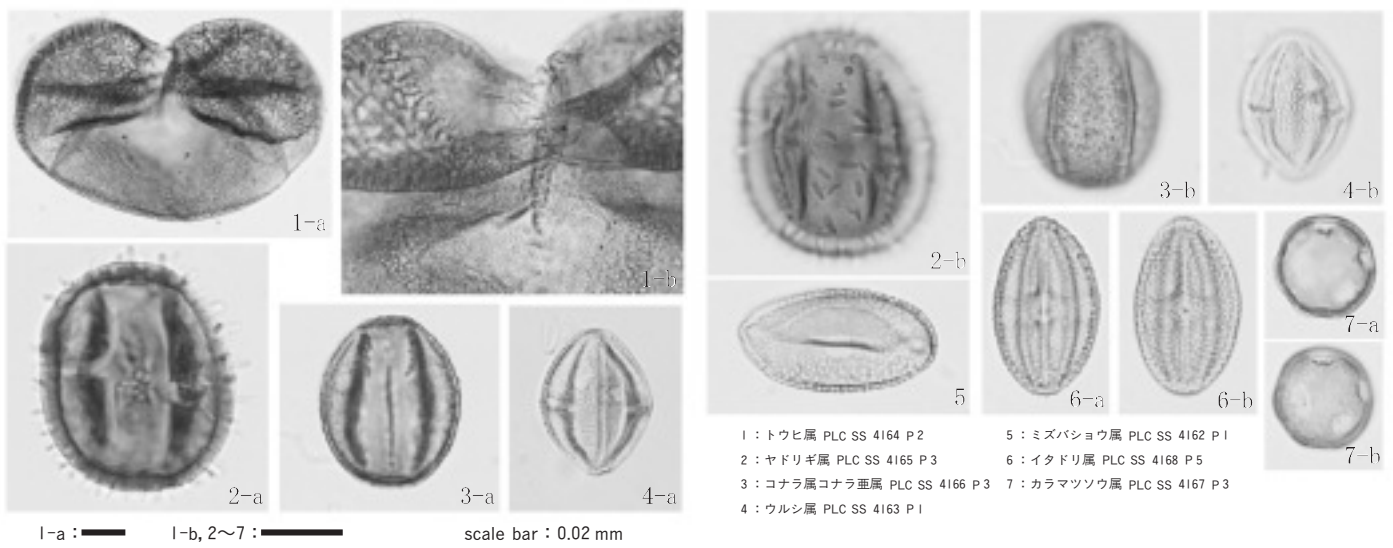 1-a
1-b
2-a
3-a
4-a
2-b
3-b
4-b
5
6-a
6-b
7-a
7-b
1-a : 1-b, 2～7 : scale bar : 0.02 mm
1 : トウヒ属 PLC SS 4164 P2
2 : ヤドリギ属 PLC SS 4165 P3
3 : コナラ属コナラ亜属 PLC SS 4166 P3
4 : ウルシ属 PLC SS 4163 P1
5 : ミズバショウ属 PLC SS 4162 P1
6 : イタドリ属 PLC SS 4168 P5
7 : カラマツソウ属 PLC SS 4167 P3